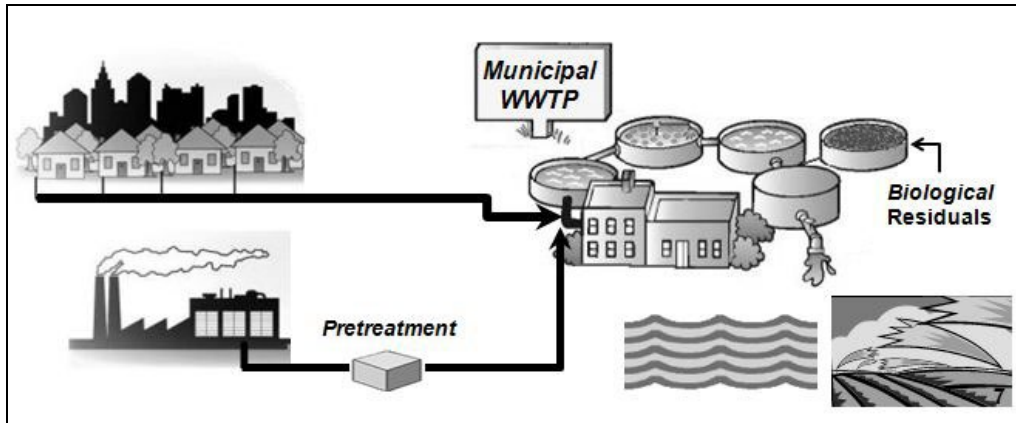 Municipal
WWTP
Biological
Residuals
Pretreatment